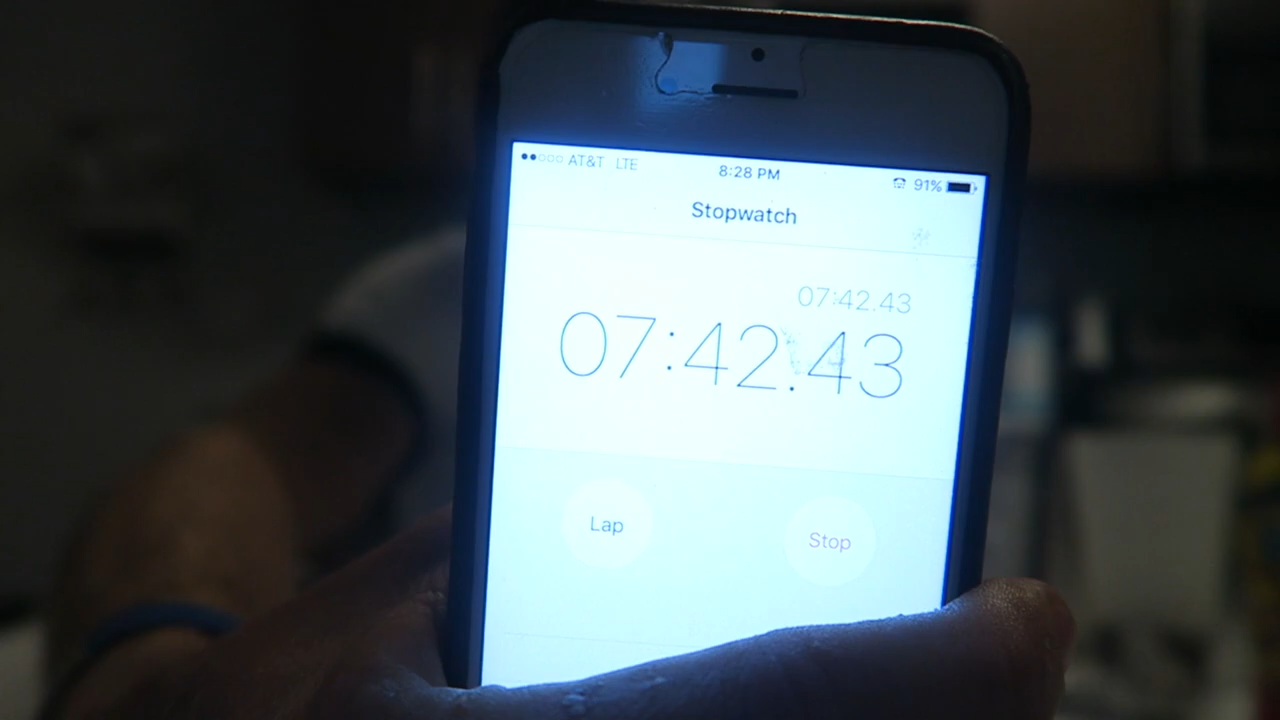 AT&T LTE 8:28 PM 91%
Stopwatch
07:42.43
07:42.43
Lap Stop